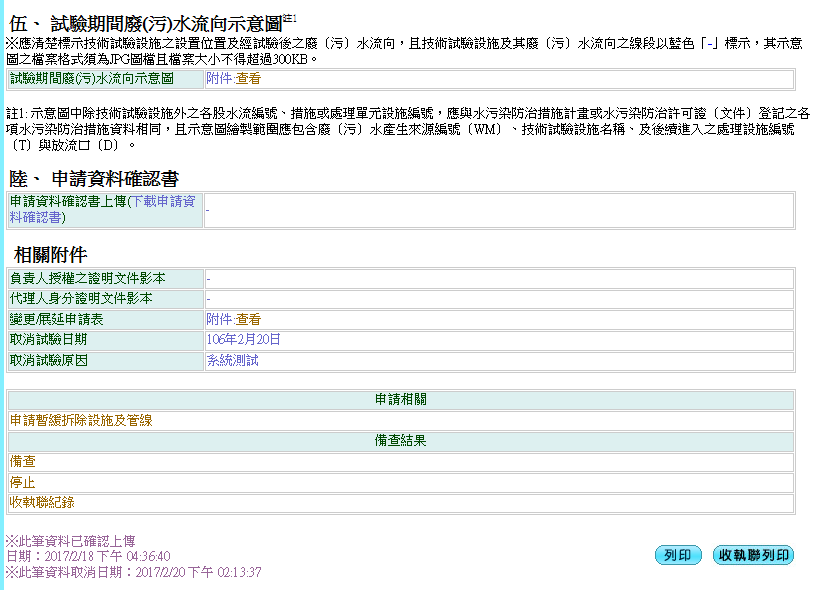 伍、 試驗期間廢(污)水流向示意圖註1
※應清楚標示技術試驗設施之設置位置及經試驗後之廢〔污〕水流向，且技術試驗設施及其廢〔污〕水流向之線段以藍色「-」標示，其示意
圖之檔案格式須為JPG圖檔且檔案大小不得超過300KB。
試驗期間廢(污)水流向示意圖 附件:查看
註1: 示意圖中除技術試驗設施外之各股水流編號、措施或處理單元設施編號，應與水污染防治措施計畫或水污染防治許可證〔文件〕登記之各
項水污染防治措施資料相同，且示意圖繪製範圍應包含廢〔污〕水產生來源編號〔WM〕、技術試驗設施名稱、及後續進入之處理設施編號
〔T〕與放流口〔D〕。
陸、 申請資料確認書
申請資料確認書上傳(下載申請資
料確認書) -
相關附件
負責人授權之證明文件影本 -
代理人身分證明文件影本 -
變更/展延申請表 附件:查看
取消試驗日期 106年2月20日
取消試驗原因 系統測試
申請相關
申請暫緩拆除設施及管線
備查結果
備查
停止
收執聯紀錄
※此筆資料已確認上傳
日期：2017/2/18 下午 04:36:40
※此筆資料取消日期：2017/2/20 下午 02:13:37
列印 收執聯列印